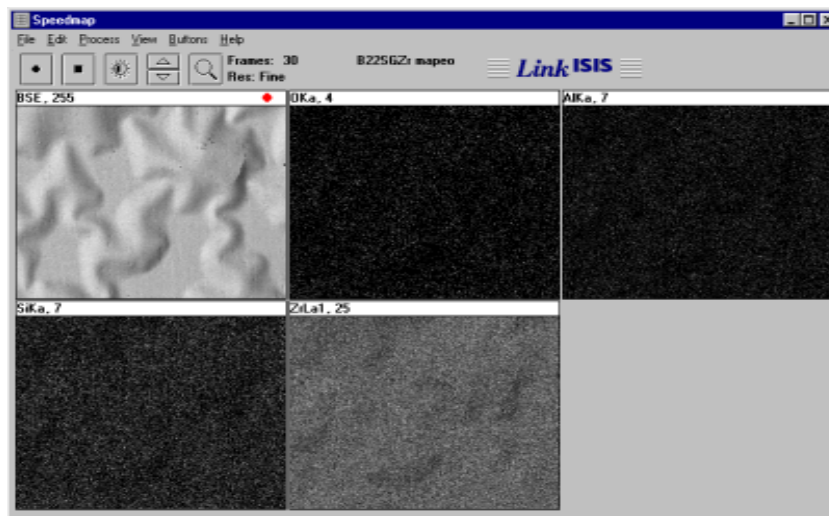 Speedmap
File Edit Process View Buttons Help
Frames: 30
Res: Fine
B22SGZr mapeo
Link ISIS
BSE, 255
OKa, 4
AlKa, 7
SiKa, 7
ZrLa1, 25